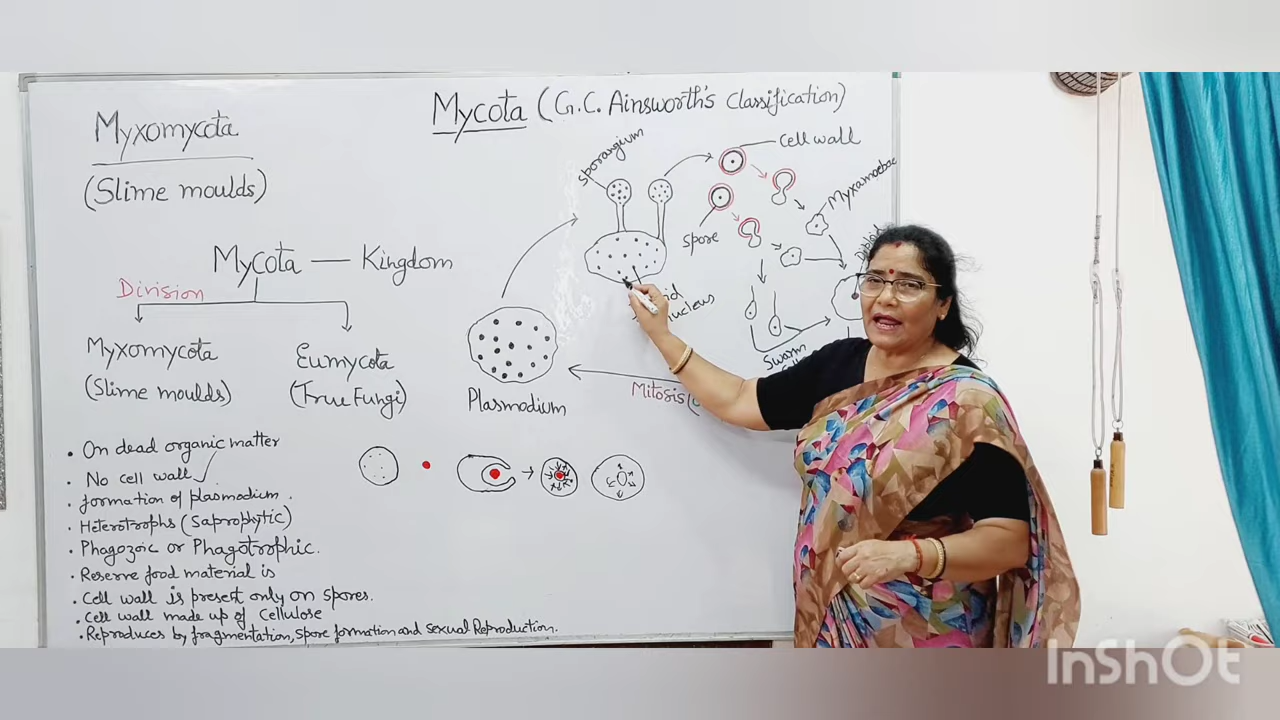 Mycota (G.C. Ainsworth's Classification)
Myxomycota
(Slime moulds)
Mycota — Kingdom
Division
Myxomycota
(Slime moulds)
Eumycota
(True Fungi)
• On dead organic matter
• No cell wall
• formation of plasmodium.
• Heterotrophs (Saprophytic)
• Phagozoic or Phagotrophic.
• Reserve food material is
• Cell wall is present only on spores.
• Cell wall made up of Cellulose
• Reproduces by fragmentation, spore formation and sexual Reproduction.
Sporangium
Cell wall
Myxamoebae
Spore
Swarm
Mitosis (
Plasmodium
InShOt